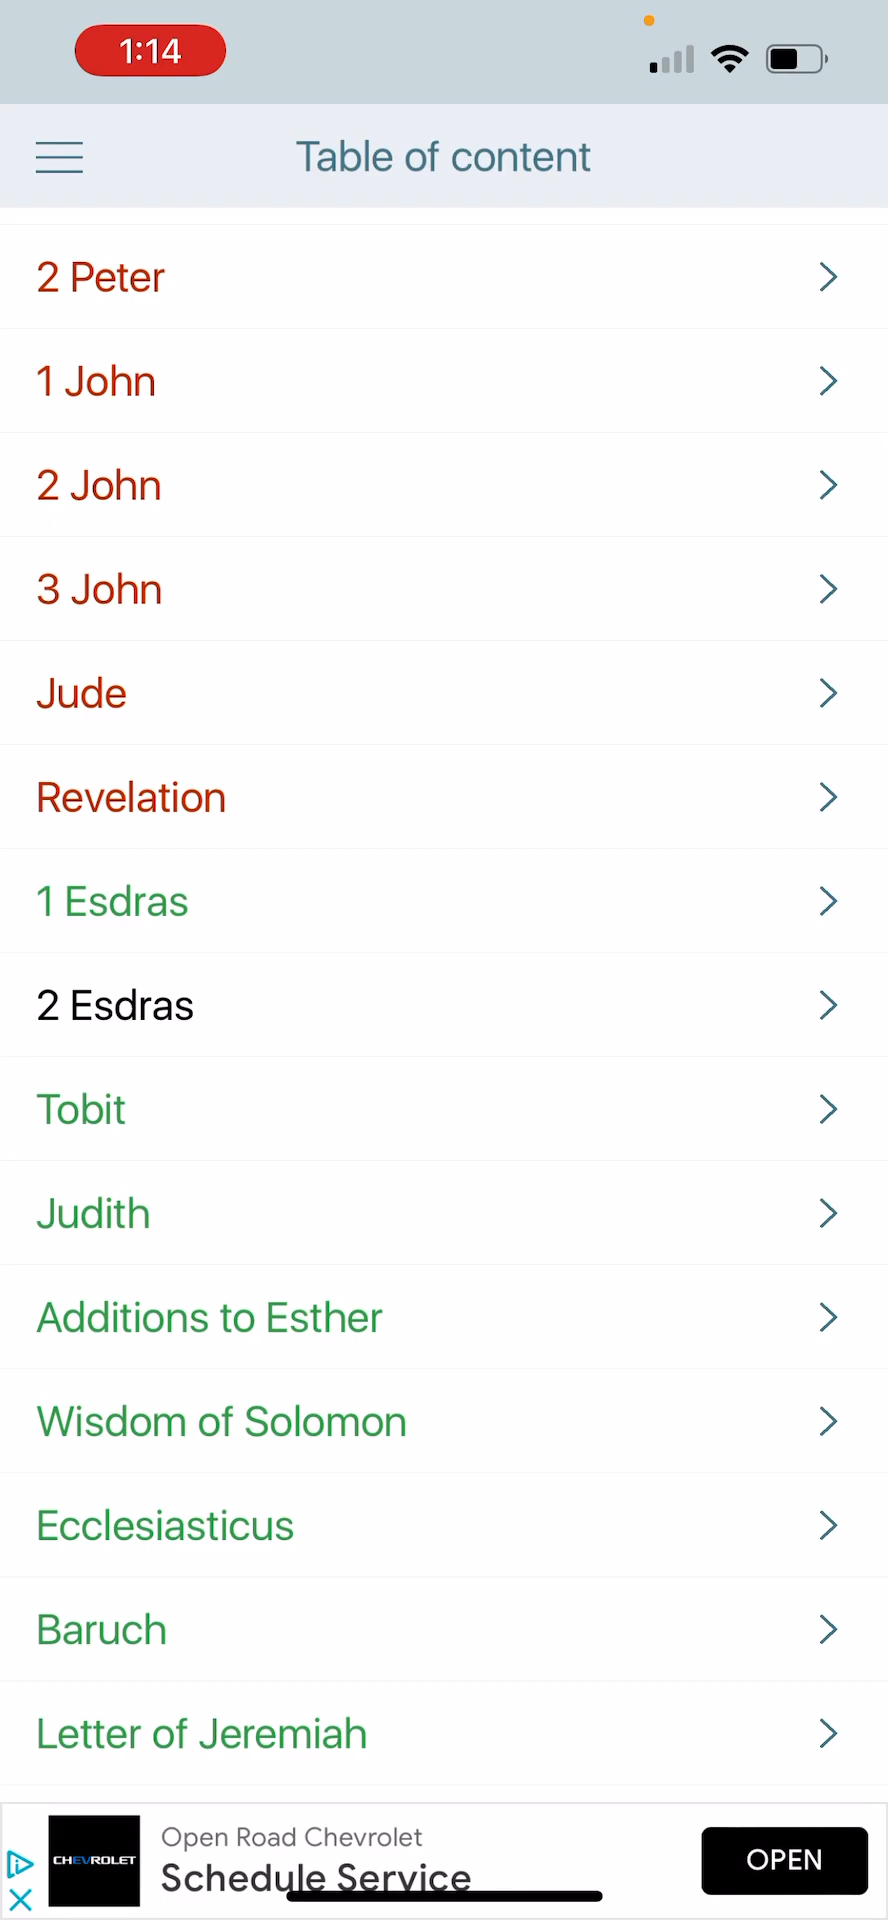 1:14
Table of content
2 Peter
1 John
2 John
3 John
Jude
Revelation
1 Esdras
2 Esdras
Tobit
Judith
Additions to Esther
Wisdom of Solomon
Ecclesiasticus
Baruch
Letter of Jeremiah
CHEVROLET
Open Road Chevrolet
Schedule Service
OPEN